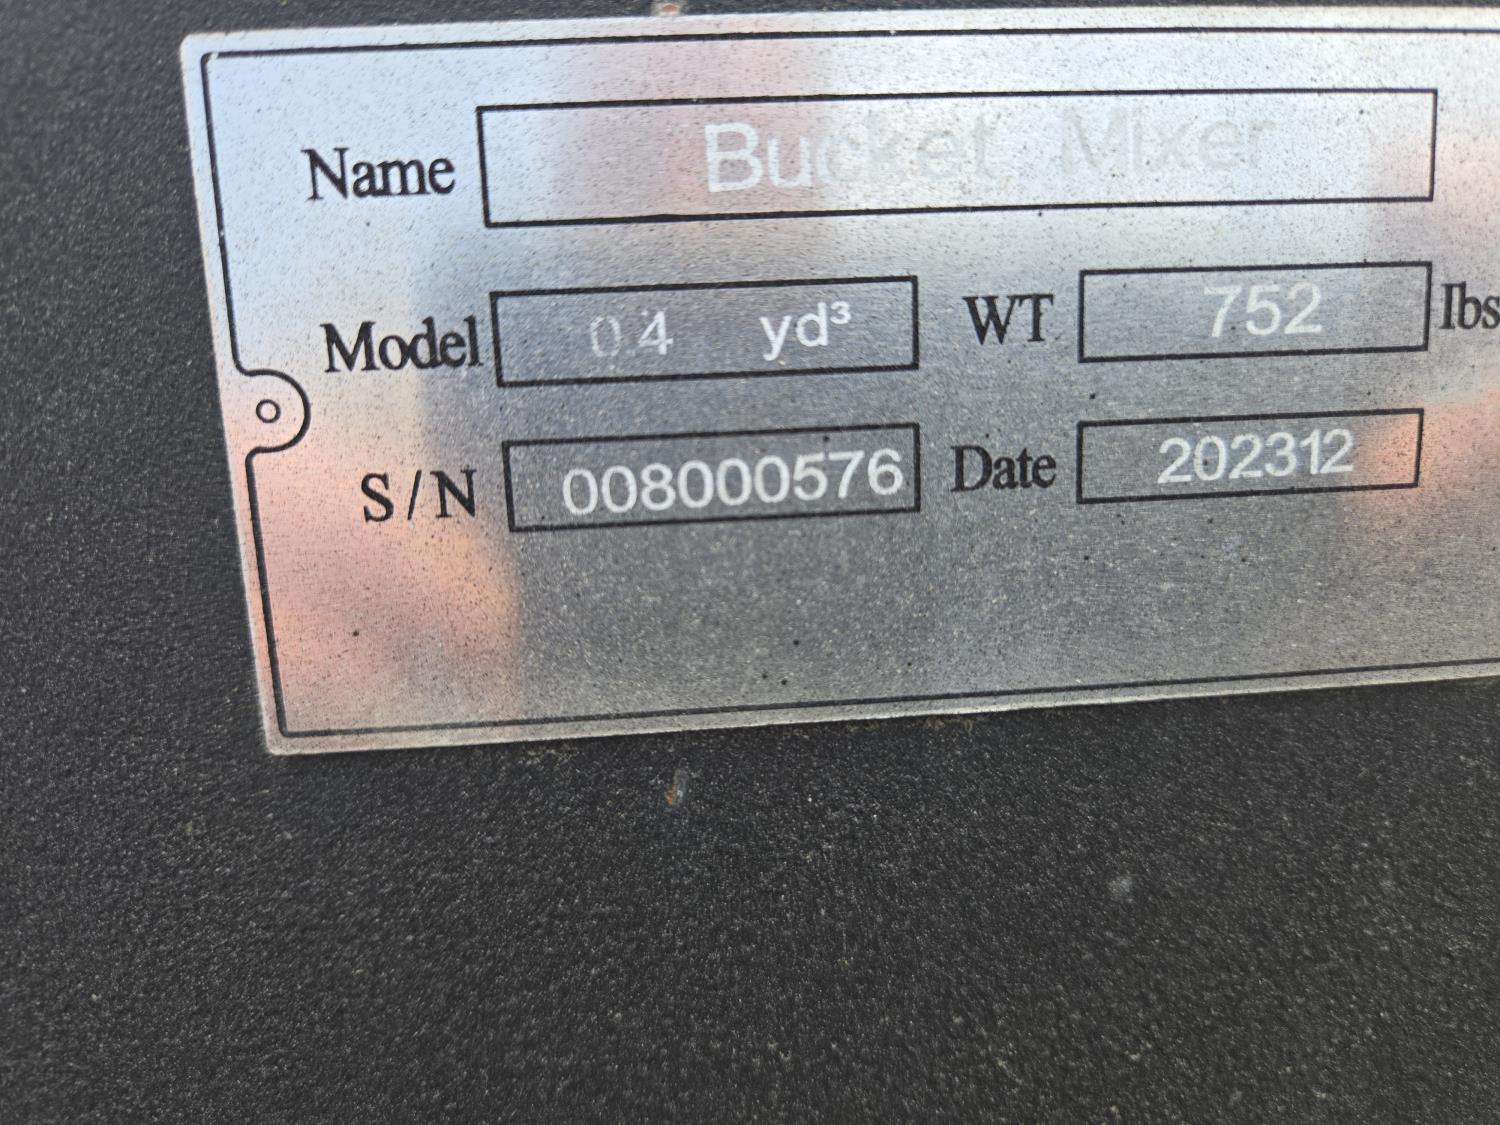 Name Bucket Mixer
Model 0.4 yd³ WT 752 lbs
S/N 008000576 Date 202312